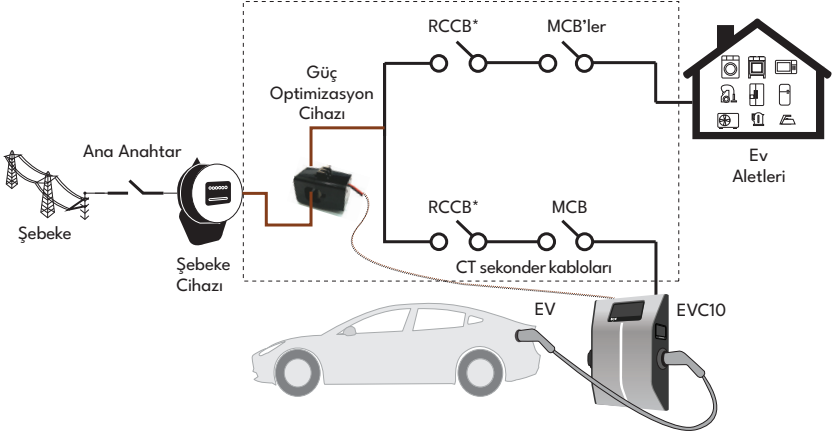 RCCB*
MCB'ler
Güç
Optimizasyon
Cihazı
Ana Anahtar
Şebeke
Şebeke
Cihazı
Ev
Aletleri
RCCB*
MCB
CT sekonder kabloları
EV
EVC10